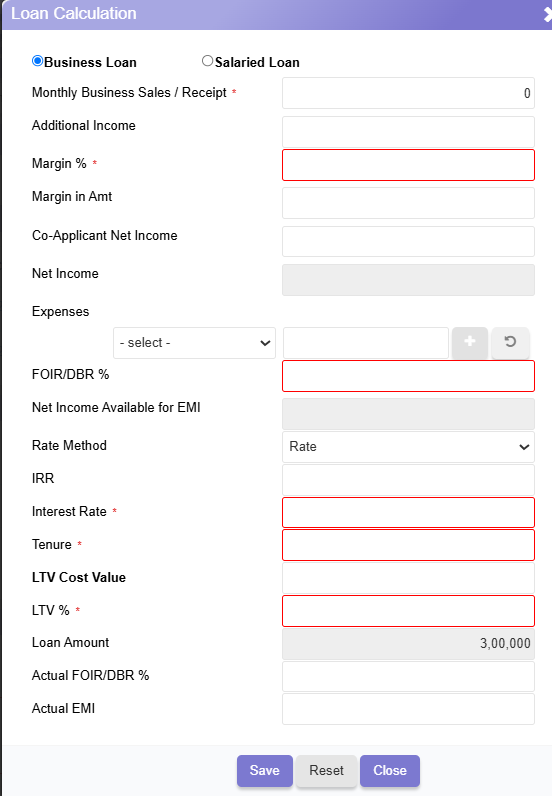 Loan Calculation
Business Loan Salaried Loan
Monthly Business Sales / Receipt * 0
Additional Income
Margin % *
Margin in Amt
Co-Applicant Net Income
Net Income
Expenses
- select -
FOIR/DBR %
Net Income Available for EMI
Rate Method Rate
IRR
Interest Rate *
Tenure *
LTV Cost Value
LTV % *
Loan Amount 3,00,000
Actual FOIR/DBR %
Actual EMI
Save Reset Close